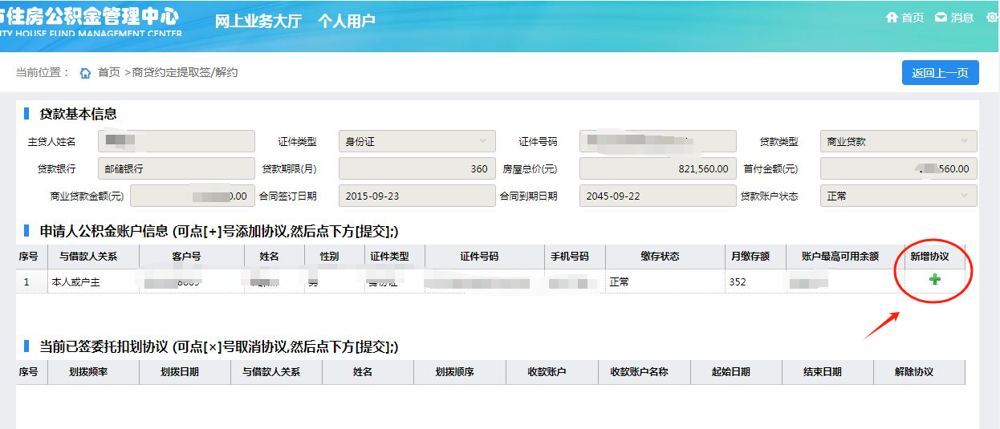 市住房公积金管理中心 网上业务大厅 个人用户 首页 消息
ITY HOUSE FUND MANAGEMENT CENTER
当前位置： 首页 >商贷约定提取签/解约 返回上一页
贷款基本信息
主贷人姓名 证件类型 身份证 证件号码 贷款类型 商业贷款
贷款银行 邮储银行 贷款期限(月) 360 房屋总价(元) 821,560.00 首付金额(元) 560.00
商业贷款金额(元) 0.00 合同签订日期 2015-09-23 合同到期日期 2045-09-22 贷款账户状态 正常
申请人公积金账户信息 (可点[+]号添加协议,然后点下方[提交];)
序号 与借款人关系 客户号 姓名 性别 证件类型 证件号码 手机号码 缴存状态 月缴存额 账户最高可用余额 新增协议
1 本人或户主 正常 352
当前已签委托扣划协议 (可点[×]号取消协议,然后点下方[提交];)
序号 划拨频率 划拨日期 与借款人关系 姓名 划拨顺序 收款账户 收款账户名称 起始日期 结束日期 解除协议